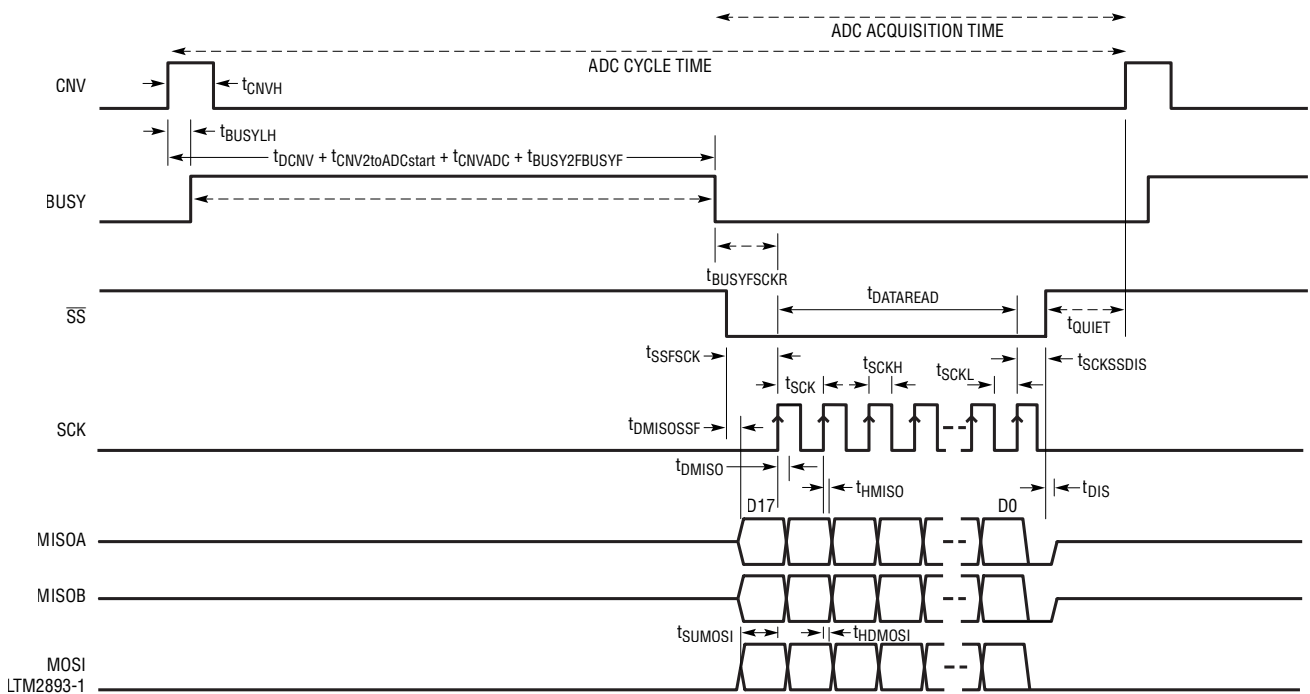 ADC ACQUISITION TIME
ADC CYCLE TIME
CNV
tCNVH
tBUSYLH
tDCNV + tCNV2toADCstart + tCNVADC + tBUSY2FBUSYF
BUSY
tBUSYFSCKR
tDATAREAD
SS
tQUIET
tSSFSCK
tSCK
tSCKH
tSCKL
tSCKSSDIS
SCK
tDMISOSSF
tDMISO
tHMISO
tDIS
D17
D0
MISOA
MISOB
tSUMOSI
tHDMOSI
MOSI
LTM2893-1